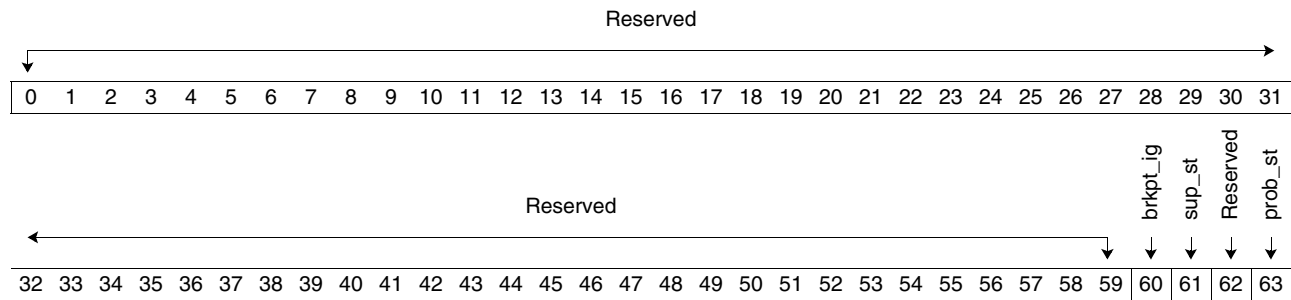 Reserved
0 1 2 3 4 5 6 7 8 9 10 11 12 13 14 15 16 17 18 19 20 21 22 23 24 25 26 27 28 29 30 31
Reserved brkpt_ig sup_st Reserved prob_st
32 33 34 35 36 37 38 39 40 41 42 43 44 45 46 47 48 49 50 51 52 53 54 55 56 57 58 59 60 61 62 63